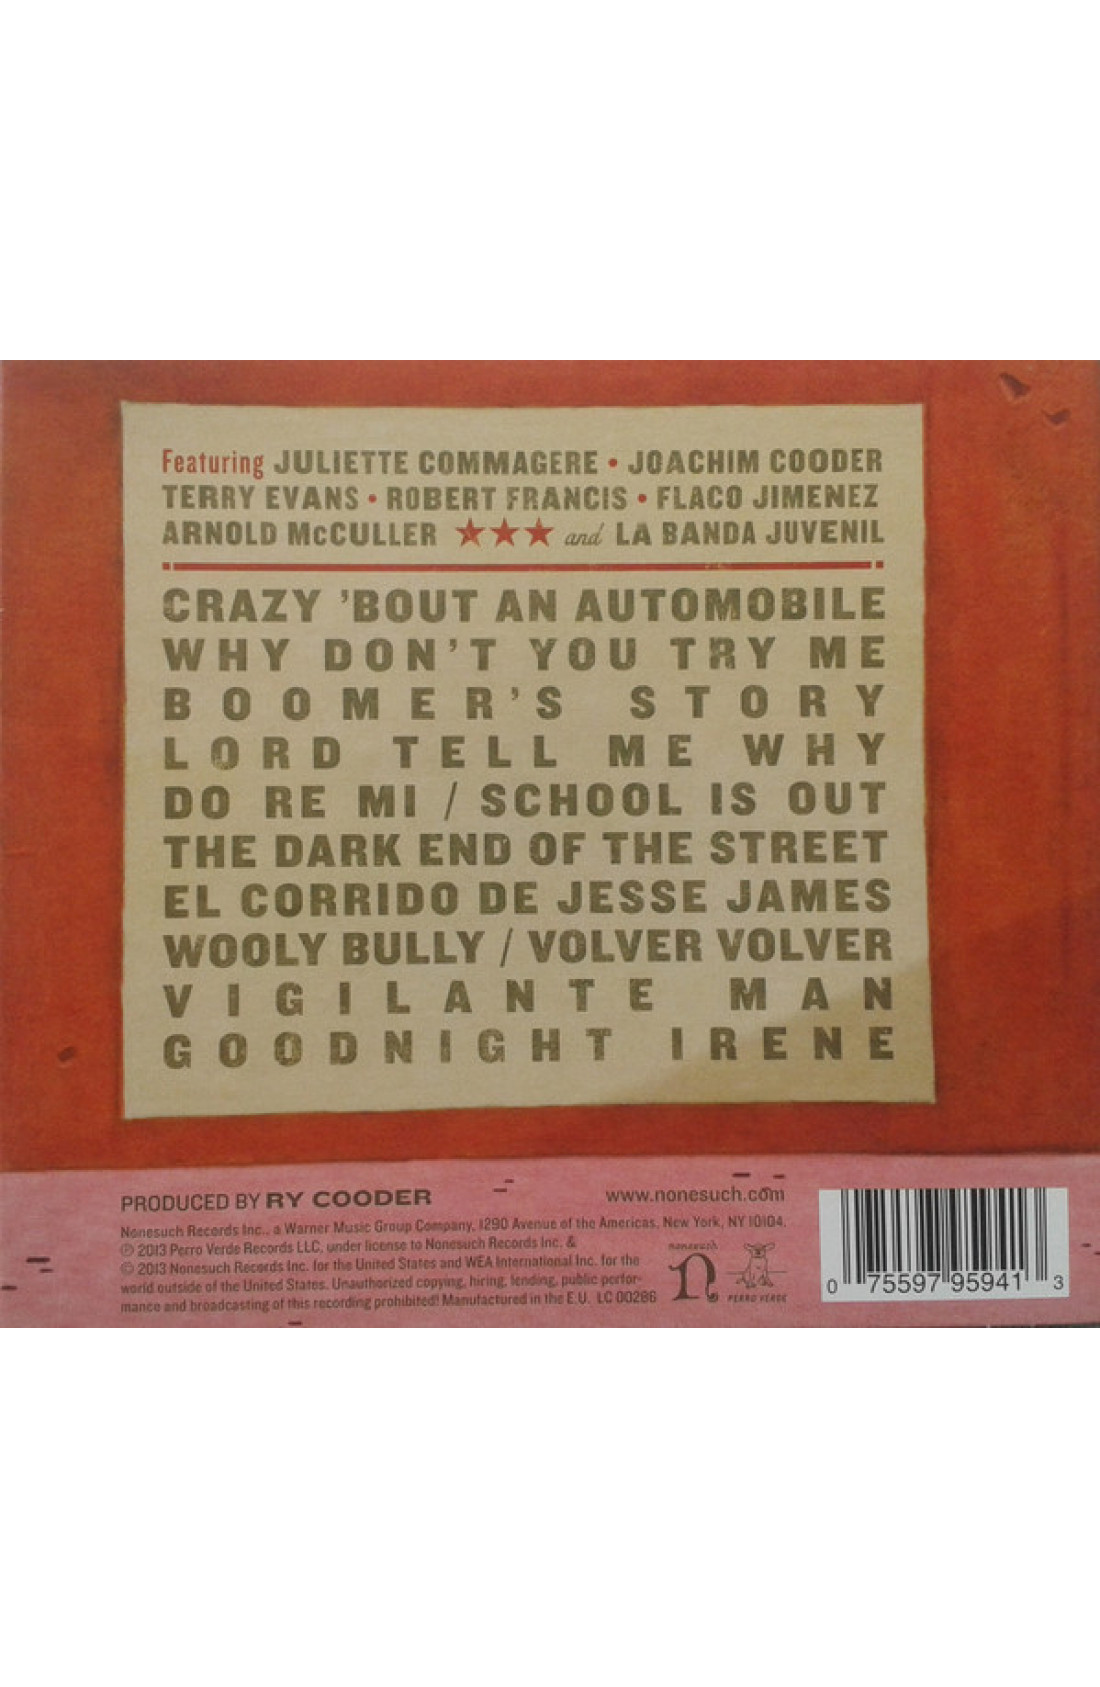 Featuring JULIETTE COMMAGERE • JOACHIM COODER
TERRY EVANS • ROBERT FRANCIS • FLACO JIMENEZ
ARNOLD McCULLER ★★★ and LA BANDA JUVENIL
CRAZY 'BOUT AN AUTOMOBILE
WHY DON'T YOU TRY ME
BOOMER'S STORY
LORD TELL ME WHY
DO RE MI / SCHOOL IS OUT
THE DARK END OF THE STREET
EL CORRIDO DE JESSE JAMES
WOOLY BULLY / VOLVER VOLVER
VIGILANTE MAN
GOODNIGHT IRENE
PRODUCED BY RY COODER
www.nonesuch.com
Nonesuch Records Inc., a Warner Music Group Company, 1290 Avenue of the Americas, New York, NY 10104.
℗ 2013 Perro Verde Records LLC, under license to Nonesuch Records Inc. &
© 2013 Nonesuch Records Inc. for the United States and WEA International Inc. for the
world outside of the United States. Unauthorized copying, hiring, lending, public perfor-
mance and broadcasting of this recording prohibited! Manufactured in the E.U. LC 00286
nonesuch
n
PERRO VERDE
0 75597 95941 3